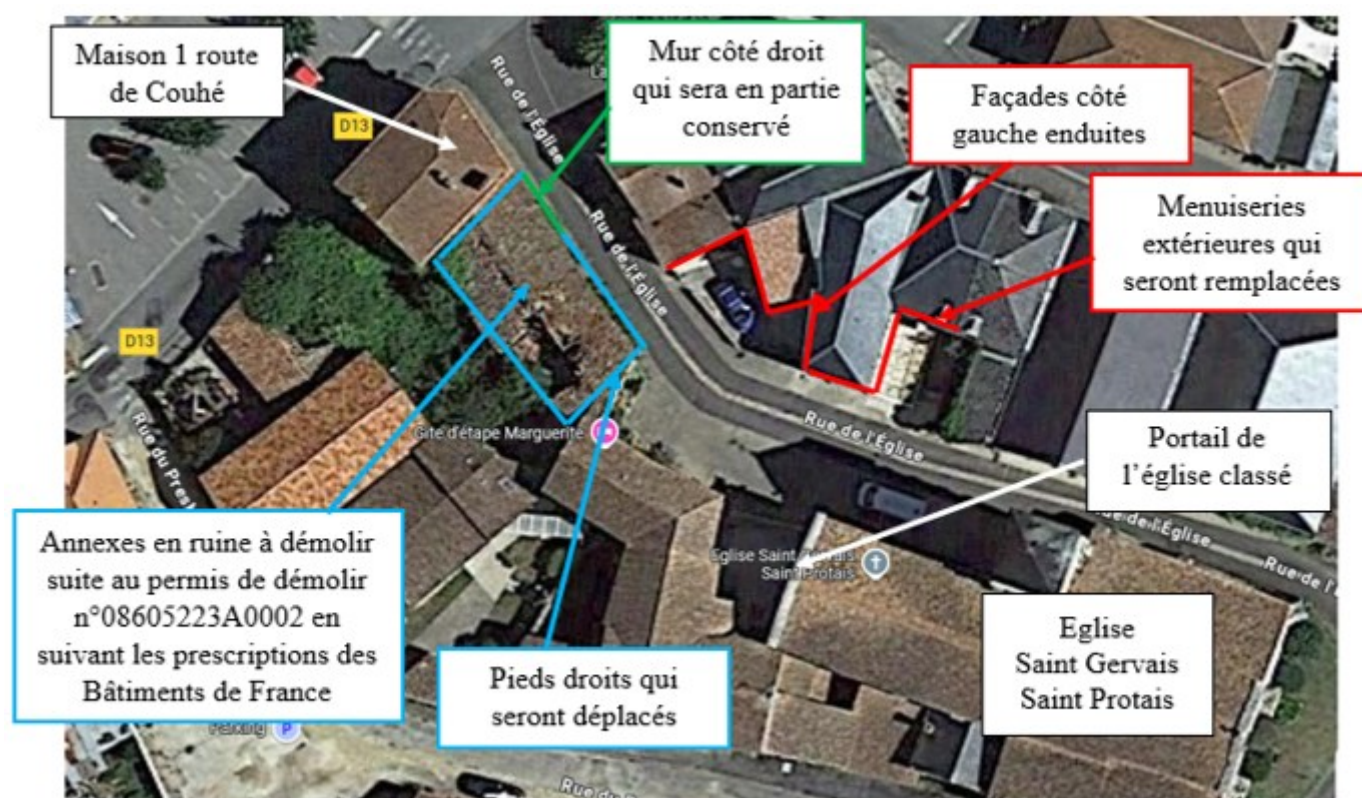 Maison 1 route
de Couhé
Mur côté droit
qui sera en partie
conservé
Façades côté
gauche enduites
Menuiseries
extérieures qui
seront remplacées
D13
D13
Rue de l'Église
Rue de l'Église
Rue de l'Église
Gîte d'étape Marguerite
Portail de
l'église classé
Annexes en ruine à démolir
suite au permis de démolir
n°08605223A0002 en
suivant les prescriptions des
Bâtiments de France
Pieds droits qui
seront déplacés
Eglise Saint Gervais
Saint Protais
Eglise
Saint Gervais
Saint Protais
de l'Église
Rue de l'
Rue du Pres
Parking P
Rue du